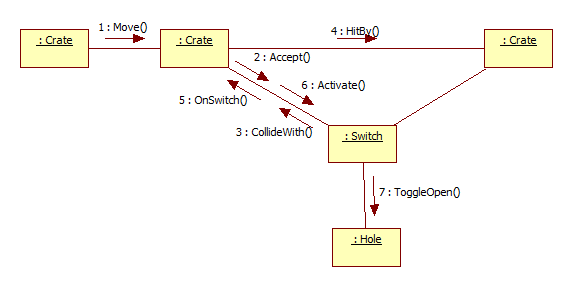 1 : Move()
4 : HitBy()
: Crate
: Crate
: Crate
2 : Accept()
6 : Activate()
5 : OnSwitch()
3 : CollideWith()
: Switch
7 : ToggleOpen()
: Hole